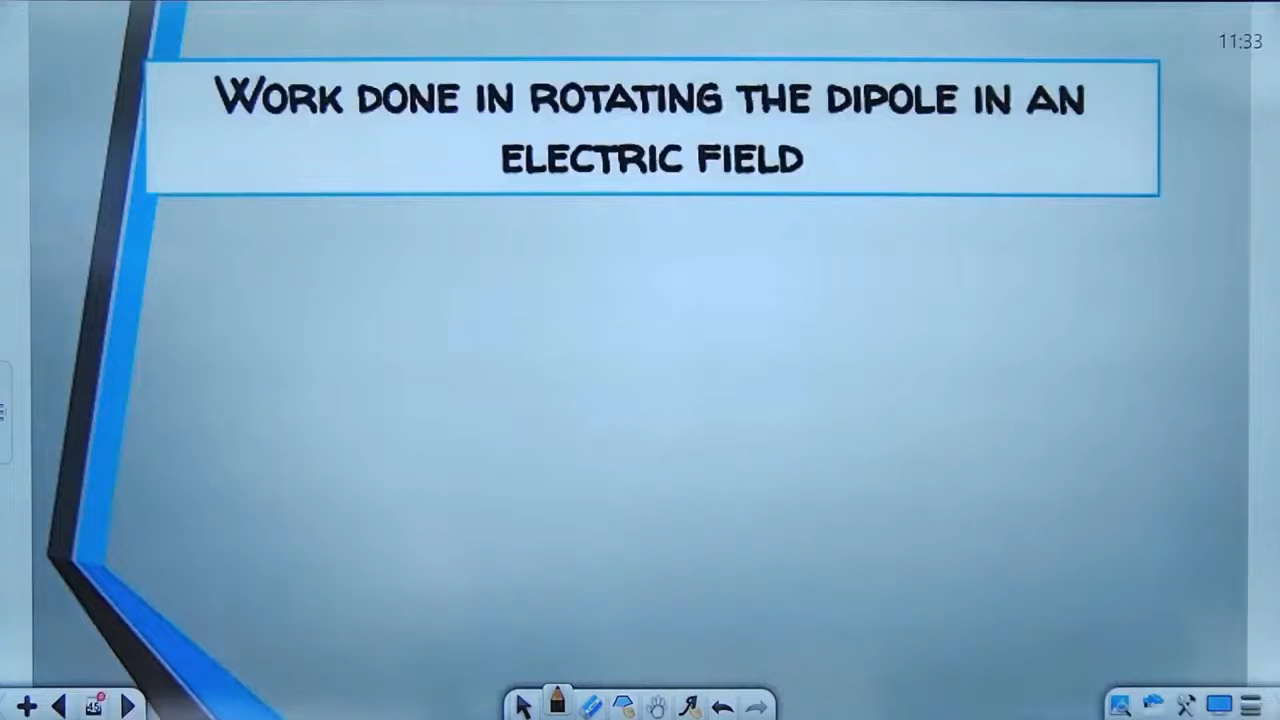 11:33
WORK DONE IN ROTATING THE DIPOLE IN AN
ELECTRIC FIELD